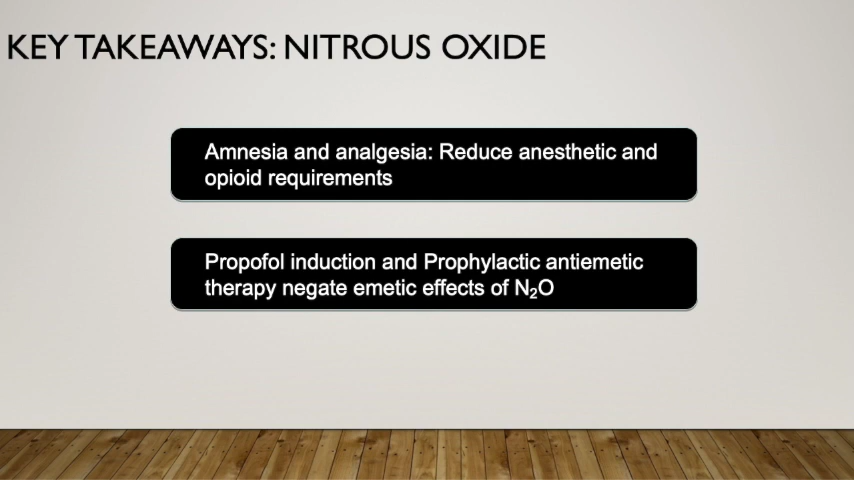 KEY TAKEAWAYS: NITROUS OXIDE
Amnesia and analgesia: Reduce anesthetic and
opioid requirements
Propofol induction and Prophylactic antiemetic
therapy negate emetic effects of N₂O